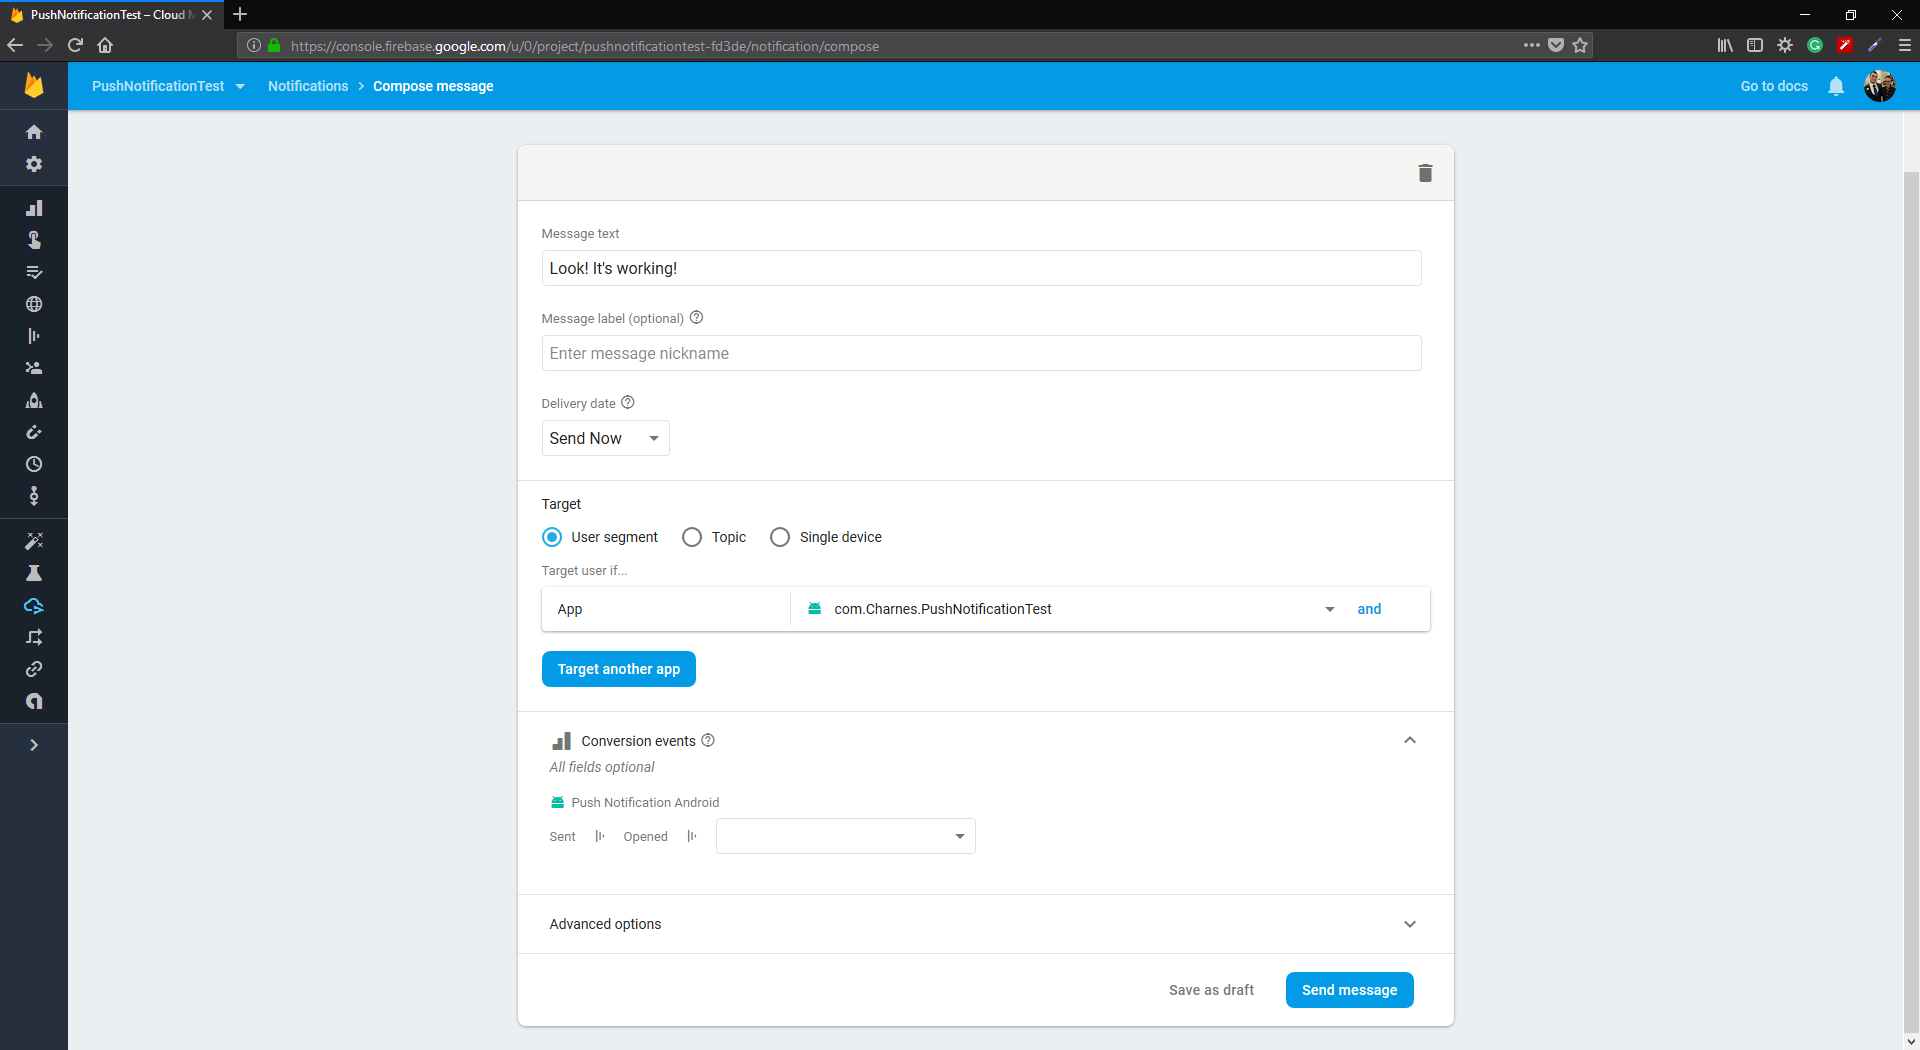 PushNotificationTest – Cloud M
https://console.firebase.google.com/u/0/project/pushnotificationtest-fd3de/notification/compose
PushNotificationTest Notifications > Compose message Go to docs
Message text
Look! It's working!
Message label (optional)
Enter message nickname
Delivery date
Send Now
Target
User segment Topic Single device
Target user if...
App com.Charnes.PushNotificationTest and
Target another app
Conversion events
All fields optional
Push Notification Android
Sent Opened
Advanced options
Save as draft Send message